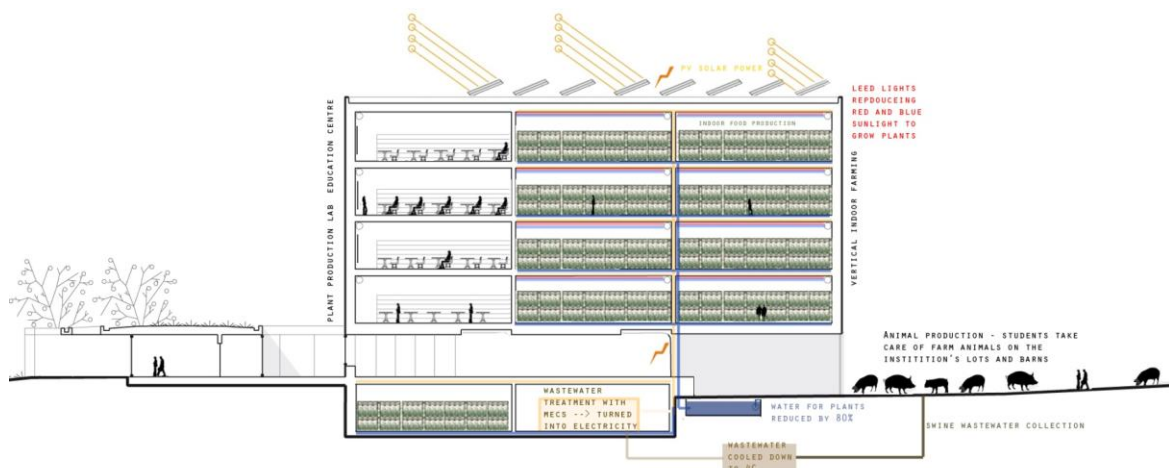 PV SOLAR POWER
LEED LIGHTS
REPDOUCEING
RED AND BLUE
SUNLIGHT TO
GROW PLANTS
INDOOR FOOD PRODUCTION
PLANT PRODUCTION LAB EDUCATION CENTRE
VERTICAL INDOOR FARMING
ANIMAL PRODUCTION - STUDENTS TAKE
CARE OF FARM ANIMALS ON THE
INSTITITION'S LOTS AND BARNS
WASTEWATER
TREATMENT WITH
MECS --> TURNED
INTO ELECTRICITY
WATER FOR PLANTS
REDUCED BY 80%
SWINE WASTEWATER COLLECTION
WASTEWATER
COOLED DOWN